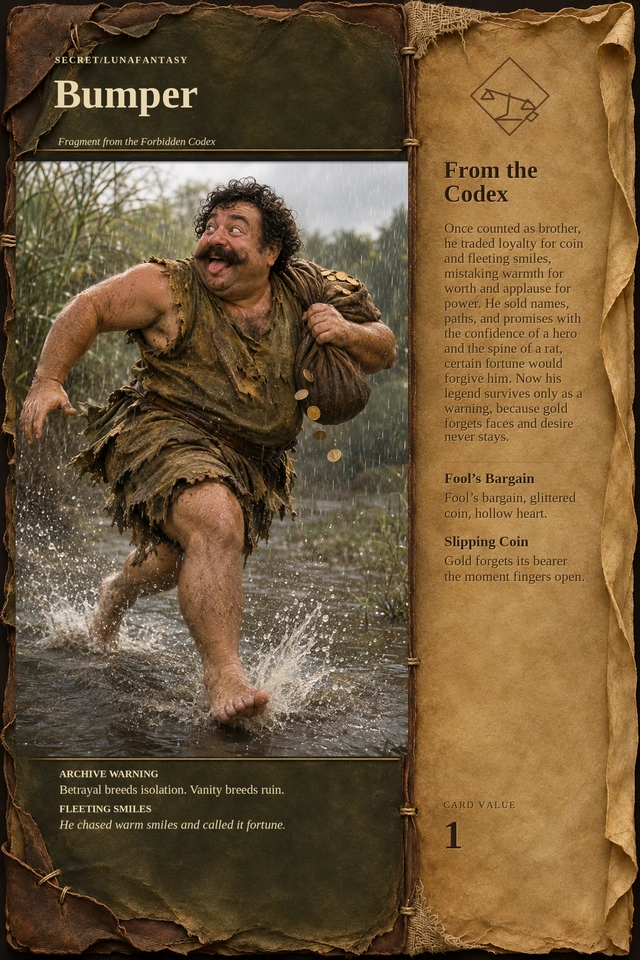 SECRET/LUNAFANTASY
Bumper
Fragment from the Forbidden Codex
From the
Codex
Once counted as brother,
he traded loyalty for coin
and fleeting smiles,
mistaking warmth for
worth and applause for
power. He sold names,
paths, and promises with
the confidence of a hero
and the spine of a rat,
certain fortune would
forgive him. Now his
legend survives only as a
warning, because gold
forgets faces and desire
never stays.
Fool’s Bargain
Fool’s bargain, glittered
coin, hollow heart.
Slipping Coin
Gold forgets its bearer
the moment fingers open.
ARCHIVE WARNING
Betrayal breeds isolation. Vanity breeds ruin.
FLEETING SMILES
He chased warm smiles and called it fortune.
CARD VALUE
1